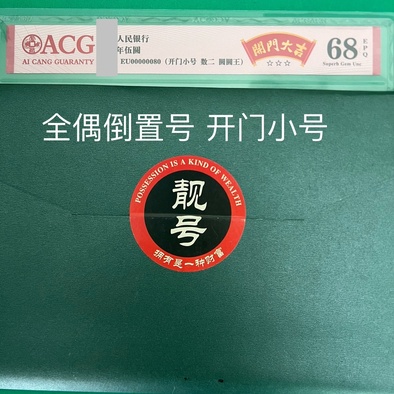 ACG
AI CANG GUARANTY
人民银行
年伍圆
EU00000080（开门小号 数二 圆圆王）
開門大吉
☆☆☆
68
EPQ
Superb Gem Unc
全偶倒置号 开门小号
POSSESSION IS A KIND OF WEALTH
靓号
拥有是一种财富